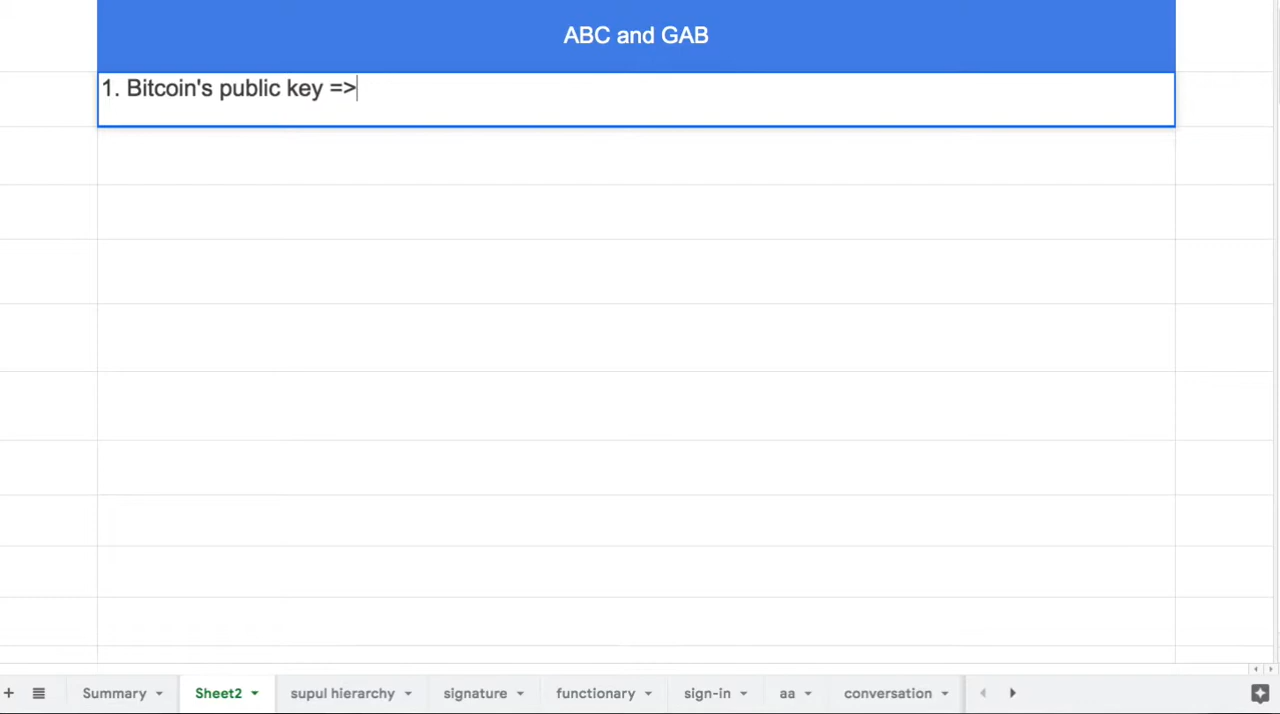 ABC and GAB
1. Bitcoin's public key =>
+ Summary Sheet2 supul hierarchy signature functionary sign-in aa conversation